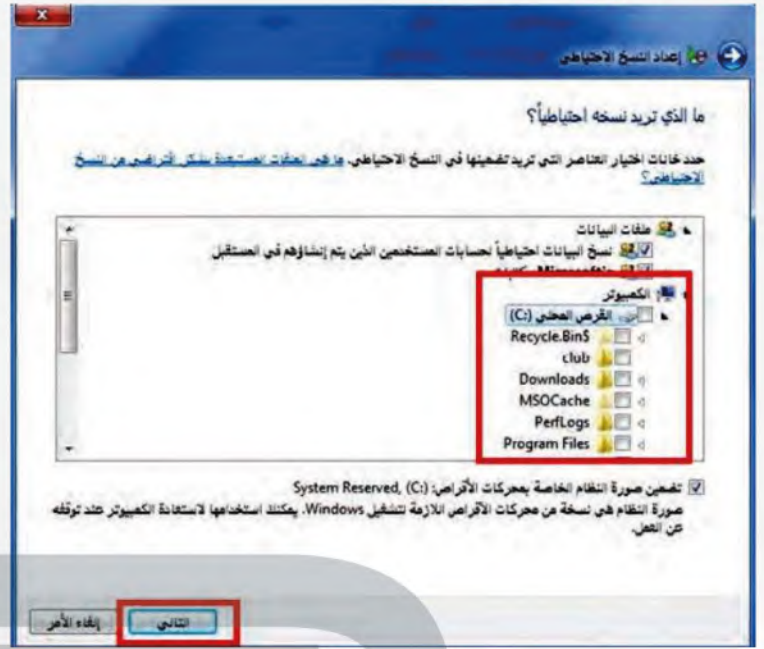 إعداد النسخ الاحتياطي
ما الذي تريد نسخه احتياطياً؟
حدد خانات اختيار العناصر التي تريد تضمينها في النسخ الاحتياطي. ما هي الملفات المستبعدة بشكل افتراضي من النسخ
الاحتياطي؟
ملفات البيانات
نسخ البيانات احتياطياً لحسابات المستخدمين الذين يتم إنشاؤهم في المستقبل
الكمبيوتر
القرص المحلي (C:)
Recycle.Bin$
club
Downloads
MSOCache
PerfLogs
Program Files
تضمين صورة النظام الخاصة بمحركات الأقراص: System Reserved, (C:)
صورة النظام هي نسخة من محركات الأقراص اللازمة لتشغيل Windows. يمكنك استخدامها لاستعادة الكمبيوتر عند توقفه
عن العمل.
التالي
إلغاء الأمر